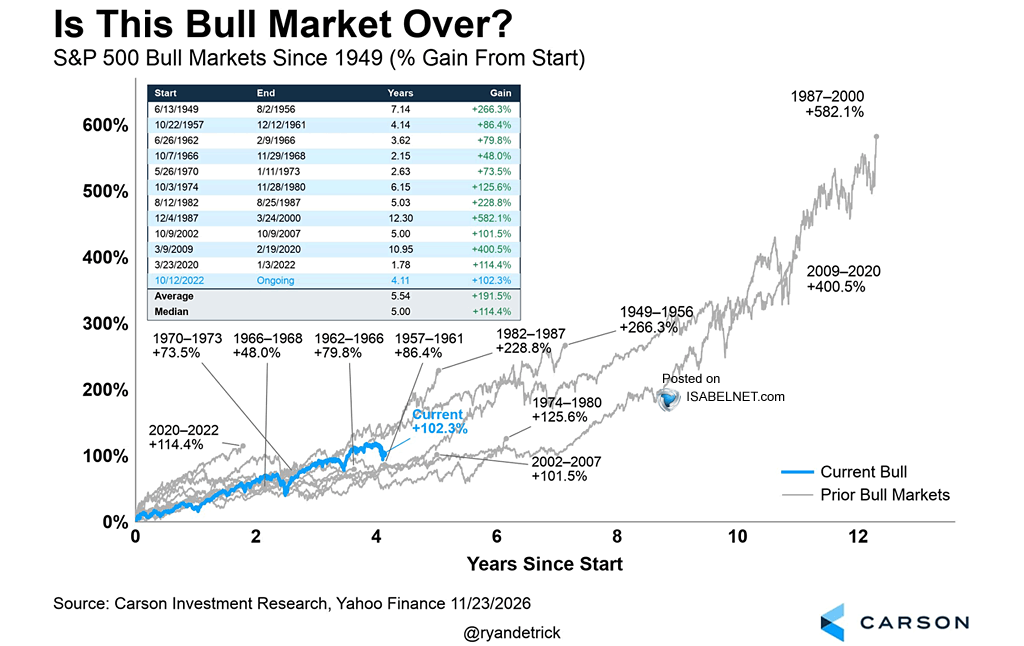 Is This Bull Market Over?
S&P 500 Bull Markets Since 1949 (% Gain From Start)
Start End Years Gain
6/13/1949 8/2/1956 7.14 +266.3%
10/22/1957 12/12/1961 4.14 +86.4%
6/26/1962 2/9/1966 3.62 +79.8%
10/7/1966 11/29/1968 2.15 +48.0%
5/26/1970 1/11/1973 2.63 +73.5%
10/3/1974 11/28/1980 6.15 +125.6%
8/12/1982 8/25/1987 5.03 +228.8%
12/4/1987 3/24/2000 12.30 +582.1%
10/9/2002 10/9/2007 5.00 +101.5%
3/9/2009 2/19/2020 10.95 +400.5%
3/23/2020 1/3/2022 1.78 +114.4%
10/12/2022 Ongoing 4.11 +102.3%
Average 5.54 +191.5%
Median 5.00 +114.4%
600%
500%
400%
300%
200%
100%
0%
1987–2000
+582.1%
2009–2020
+400.5%
1949–1956
+266.3%
1982–1987
+228.8%
1957–1961
+86.4%
1962–1966
+79.8%
1966–1968
+48.0%
1970–1973
+73.5%
2020–2022
+114.4%
Current
+102.3%
1974–1980
+125.6%
2002–2007
+101.5%
Posted on
ISABELNET.com
Current Bull
Prior Bull Markets
0 2 4 6 8 10 12
Years Since Start
Source: Carson Investment Research, Yahoo Finance 11/23/2026
@ryandetrick
CARSON